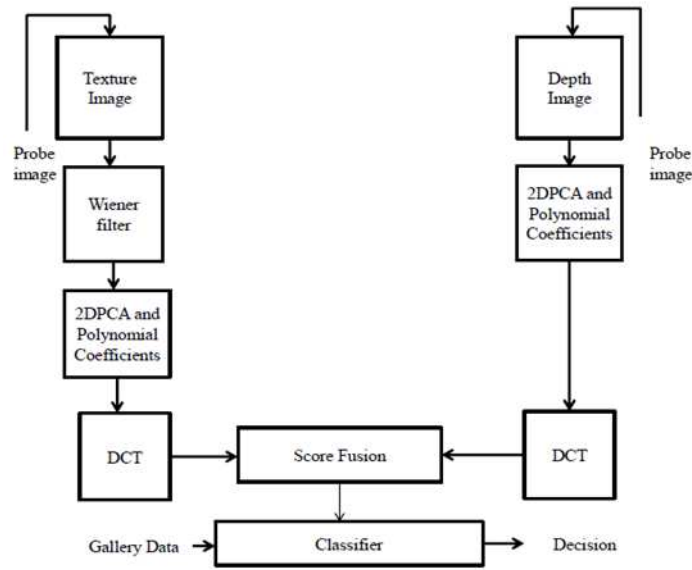 Texture
Image
Depth
Image
Probe
image
Probe
image
Wiener
filter
2DPCA and
Polynomial
Coefficients
2DPCA and
Polynomial
Coefficients
DCT
Score Fusion
DCT
Gallery Data
Classifier
Decision